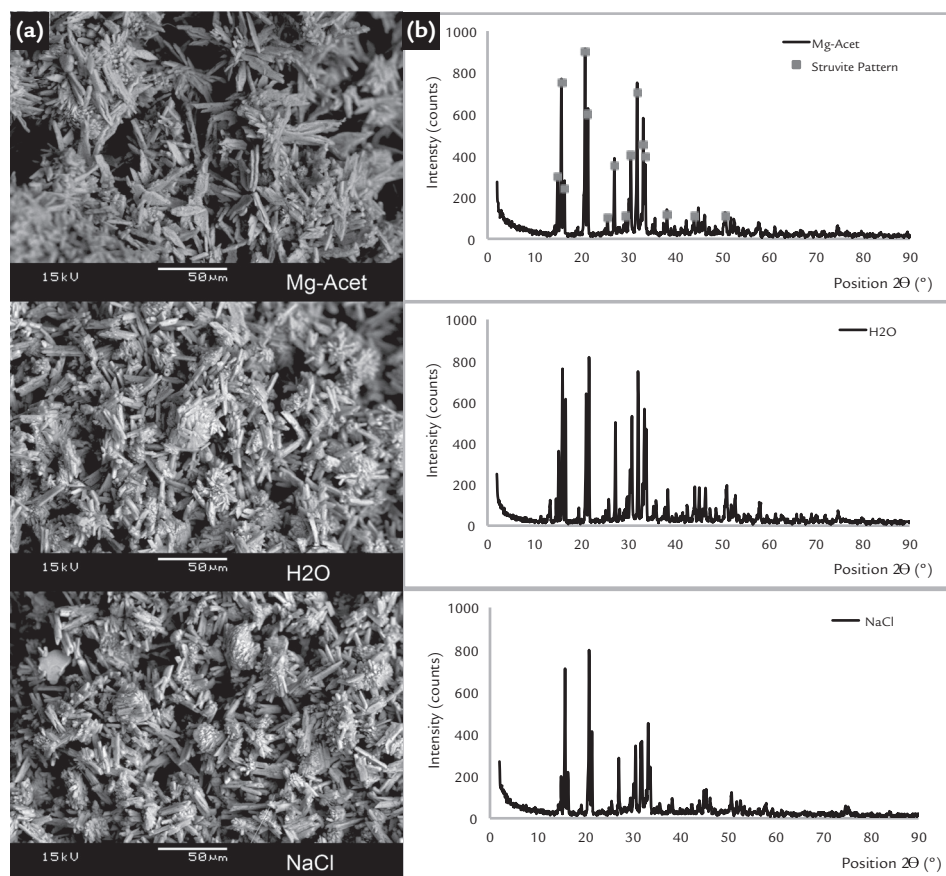 (a)
15kV 50µm Mg-Acet
15kV 50µm H2O
15kV 50µm NaCl
(b)
Intensty (counts)
1000
800
600
400
200
0
Mg-Acet
Struvite Pattern
0 10 20 30 40 50 60 70 80 90
Position 2Θ (°)
Intensity (counts)
1000
800
600
400
200
0
H2O
0 10 20 30 40 50 60 70 80 90
Position 2Θ (°)
Intensity (counts)
1000
800
600
400
200
0
NaCl
0 10 20 30 40 50 60 70 80 90
Position 2Θ (°)